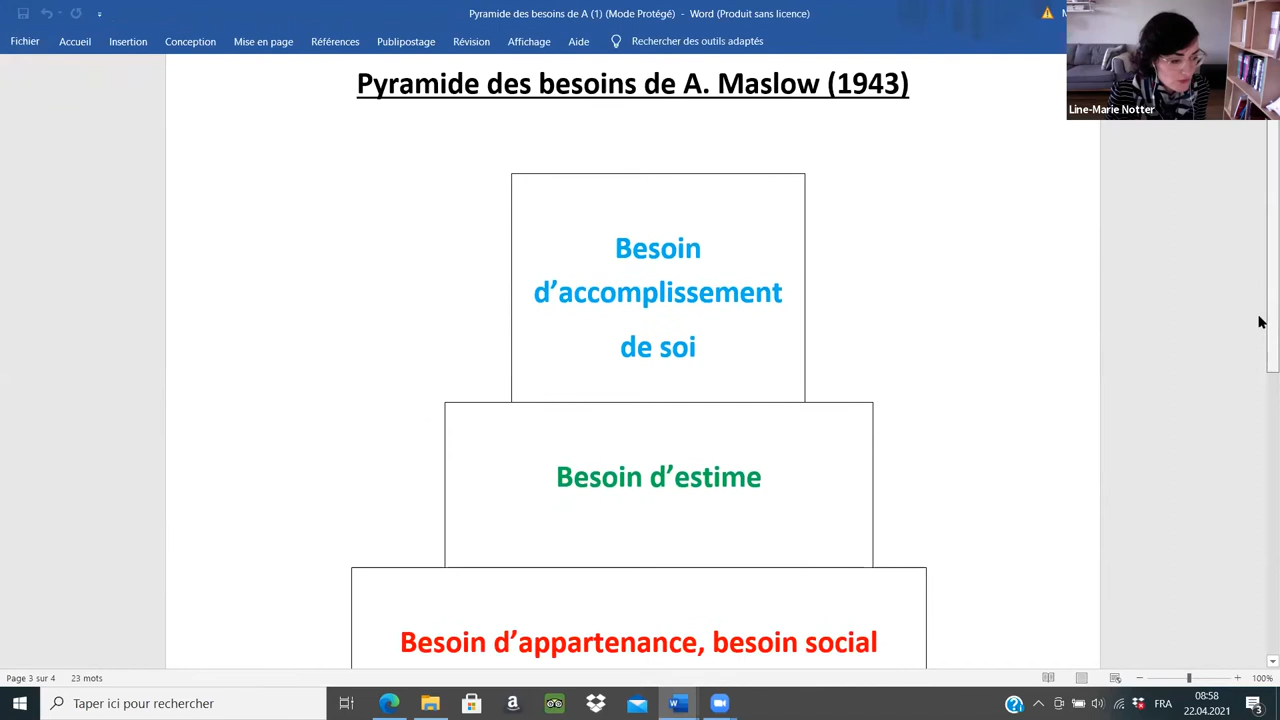 Pyramide des besoins de A (1) (Mode Protégé) - Word (Produit sans licence)
Fichier Accueil Insertion Conception Mise en page Références Publipostage Révision Affichage Aide Rechercher des outils adaptés
Line-Marie Notter
Pyramide des besoins de A. Maslow (1943)
Besoin
d’accomplissement
de soi
Besoin d’estime
Besoin d’appartenance, besoin social
Page 3 sur 4 23 mots 100%
Taper ici pour rechercher
FRA
08:58
22.04.2021
3